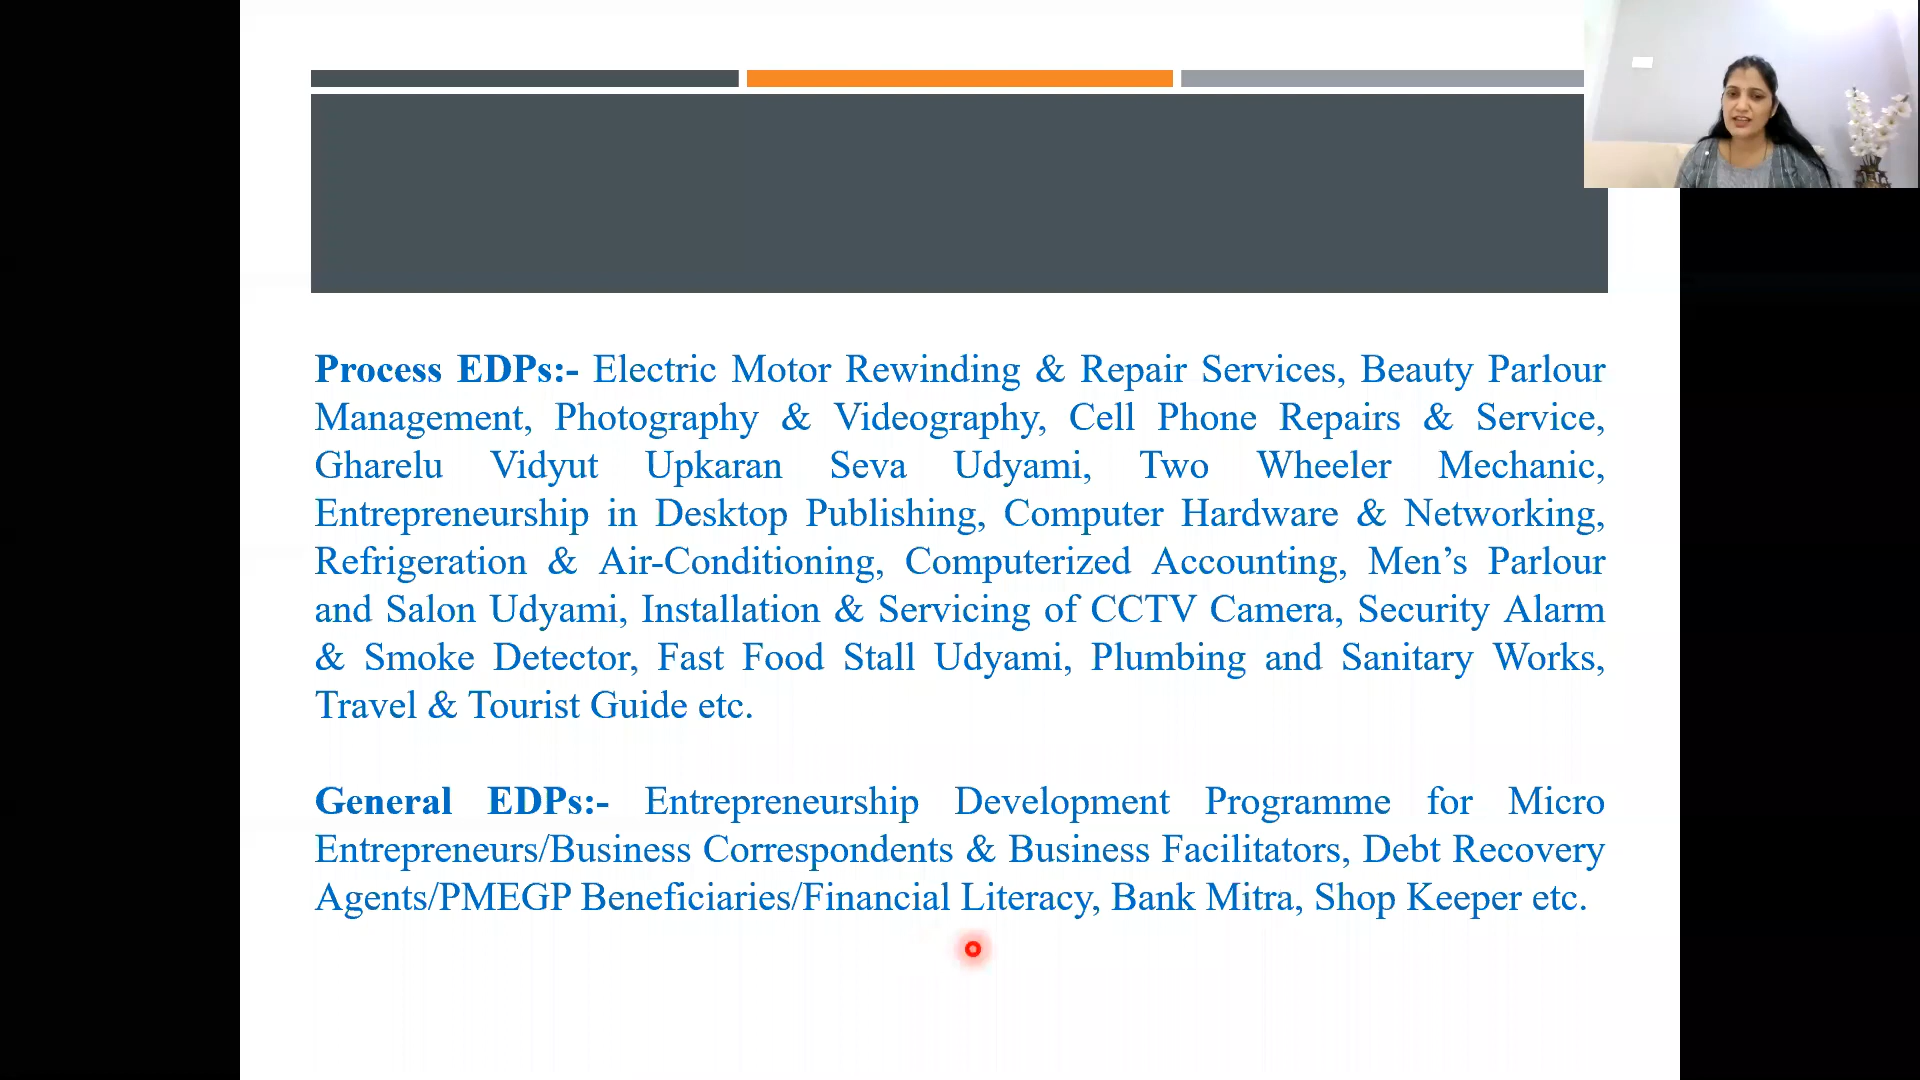 Process EDPs:- Electric Motor Rewinding & Repair Services, Beauty Parlour
Management, Photography & Videography, Cell Phone Repairs & Service,
Gharelu Vidyut Upkaran Seva Udyami, Two Wheeler Mechanic,
Entrepreneurship in Desktop Publishing, Computer Hardware & Networking,
Refrigeration & Air-Conditioning, Computerized Accounting, Men’s Parlour
and Salon Udyami, Installation & Servicing of CCTV Camera, Security Alarm
& Smoke Detector, Fast Food Stall Udyami, Plumbing and Sanitary Works,
Travel & Tourist Guide etc.
General EDPs:- Entrepreneurship Development Programme for Micro
Entrepreneurs/Business Correspondents & Business Facilitators, Debt Recovery
Agents/PMEGP Beneficiaries/Financial Literacy, Bank Mitra, Shop Keeper etc.